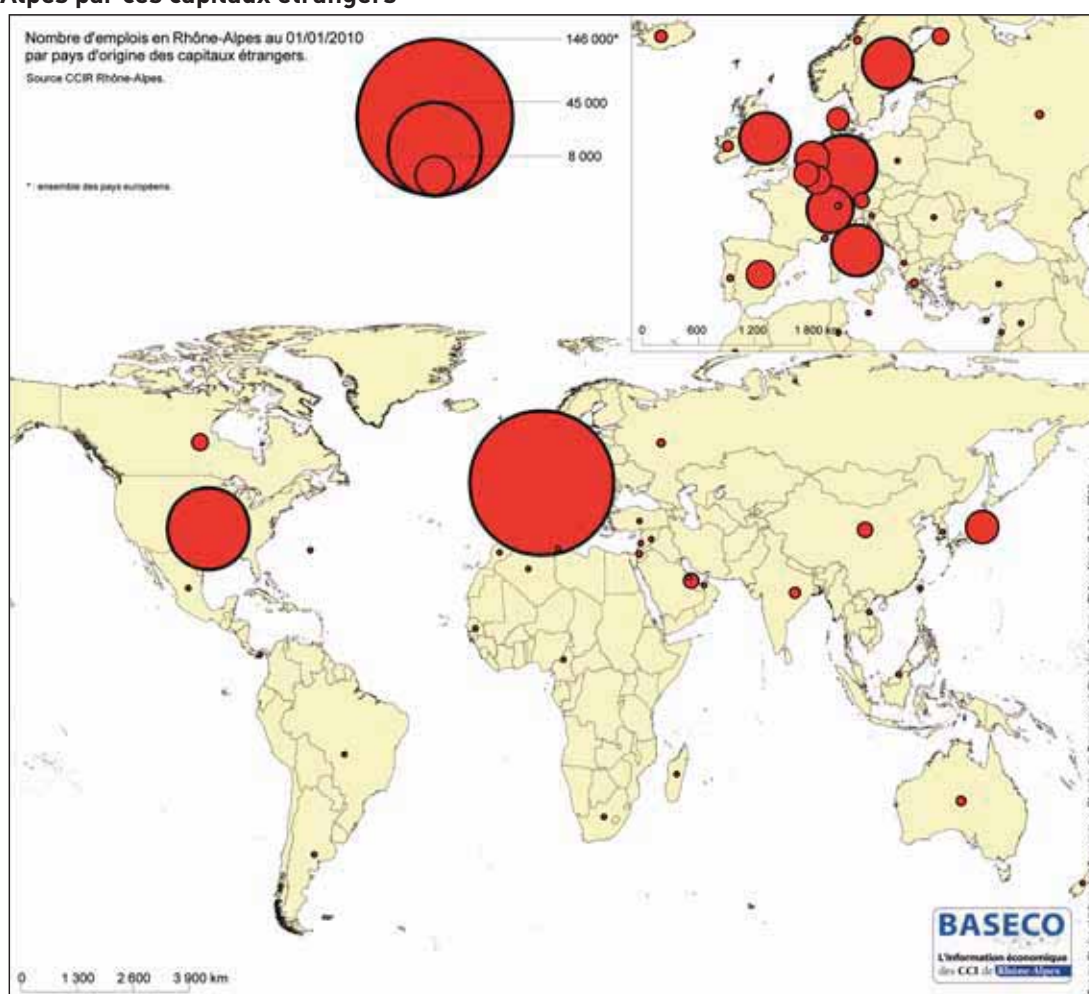 Alpes par ces capitaux étrangers
Nombre d'emplois en Rhône-Alpes au 01/01/2010
par pays d'origine des capitaux étrangers.
Source CCIR Rhône-Alpes.
146 000*
45 000
8 000
* : ensemble des pays européens.
0 600 1 200 1 800 km
0 1 300 2 600 3 900 km
BASECO
L'information économique
des CCI de Rhône-Alpes